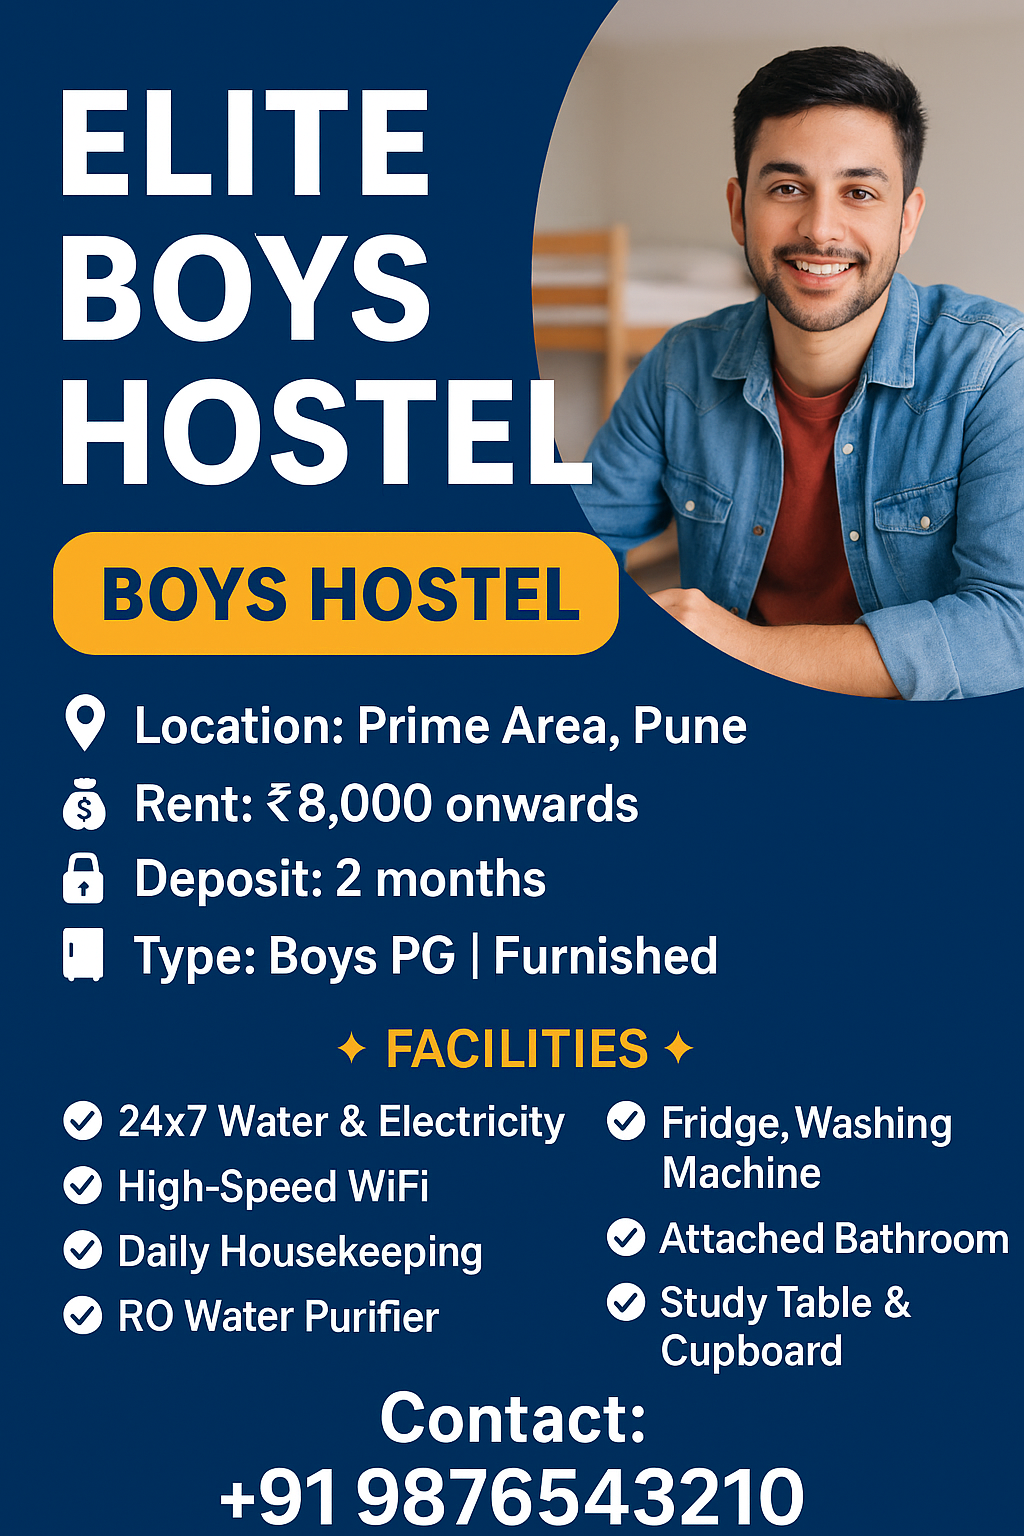 ELITE
BOYS
HOSTEL
BOYS HOSTEL
Location: Prime Area, Pune
Rent: ₹8,000 onwards
Deposit: 2 months
Type: Boys PG | Furnished
FACILITIES
24x7 Water & Electricity
High-Speed WiFi
Daily Housekeeping
RO Water Purifier
Fridge, Washing
Machine
Attached Bathroom
Study Table &
Cupboard
Contact:
+91 9876543210